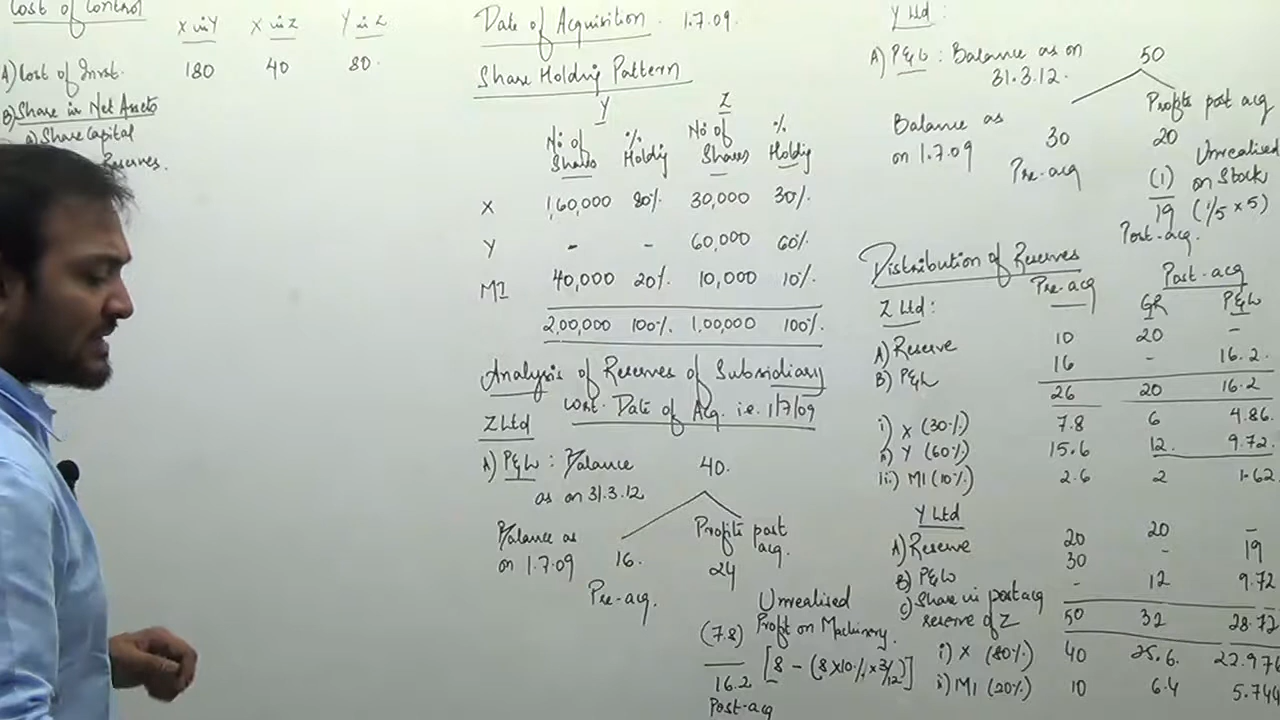 Cost of Control
X in Y X in Z Y in Z
A) Cost of Invst. 180 40 80.
B) Share in Net Assets
a) Share Capital
Reserves.
Date of Acquisition. 1.7.09.
Share Holding Pattern
Y Z
No of Shares % Holdig No of Shares % Holdig
X 1,60,000 80% 30,000 30%
Y - - 60,000 60%
MI 40,000 20% 10,000 10%
2,00,000 100% 1,00,000 100%
Analysis of Reserves of Subsidiary
w.r.t. Date of Acq. i.e. 1/7/09
Z Ltd
A) P&L : Balance 40.
as on 31.3.12
Balance as Profits post
on 1.7.09 16. acq.
24
Pre-acq.
Unrealised
(7.8) Profit on Machinery.
16.2 [8 - (8x10%x3/12)]
Post-acq
Y Ltd :
A) P&L : Balance as on 50
31.3.12.
Balance as Profits post acq
on 1.7.09 30 20
Pre-acq Unrealised
(1) on Stock
19 (1/5 x 5)
Post-acq.
Distribution of Reserves
Pre-acq Post-acq
Z Ltd : GR P&L
A) Reserve 10 20 -
B) P&L 16 - 16.2.
26 20 16.2
i) X (30%) 7.8 6 4.86.
ii) Y (60%) 15.6 12. 9.72.
iii) MI (10%) 2.6 2 1.62
Y Ltd
A) Reserve 20 20 -
B) P&L 30 - 19
c) Share in post acq - 12 9.72
reserve of Z 50 32 28.72
i) X (80%) 40 25.6. 22.976
ii) MI (20%) 10 6.4 5.744